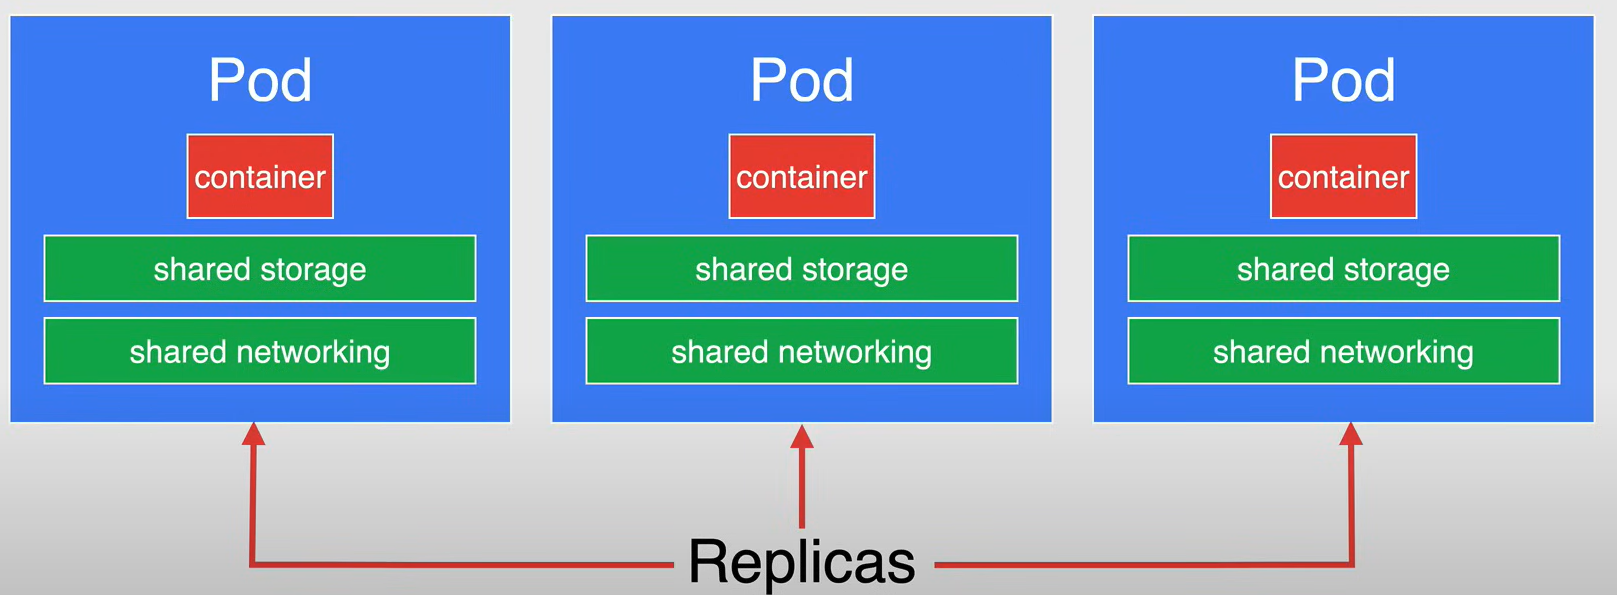 Pod
container
shared storage
shared networking
Pod
container
shared storage
shared networking
Pod
container
shared storage
shared networking
Replicas